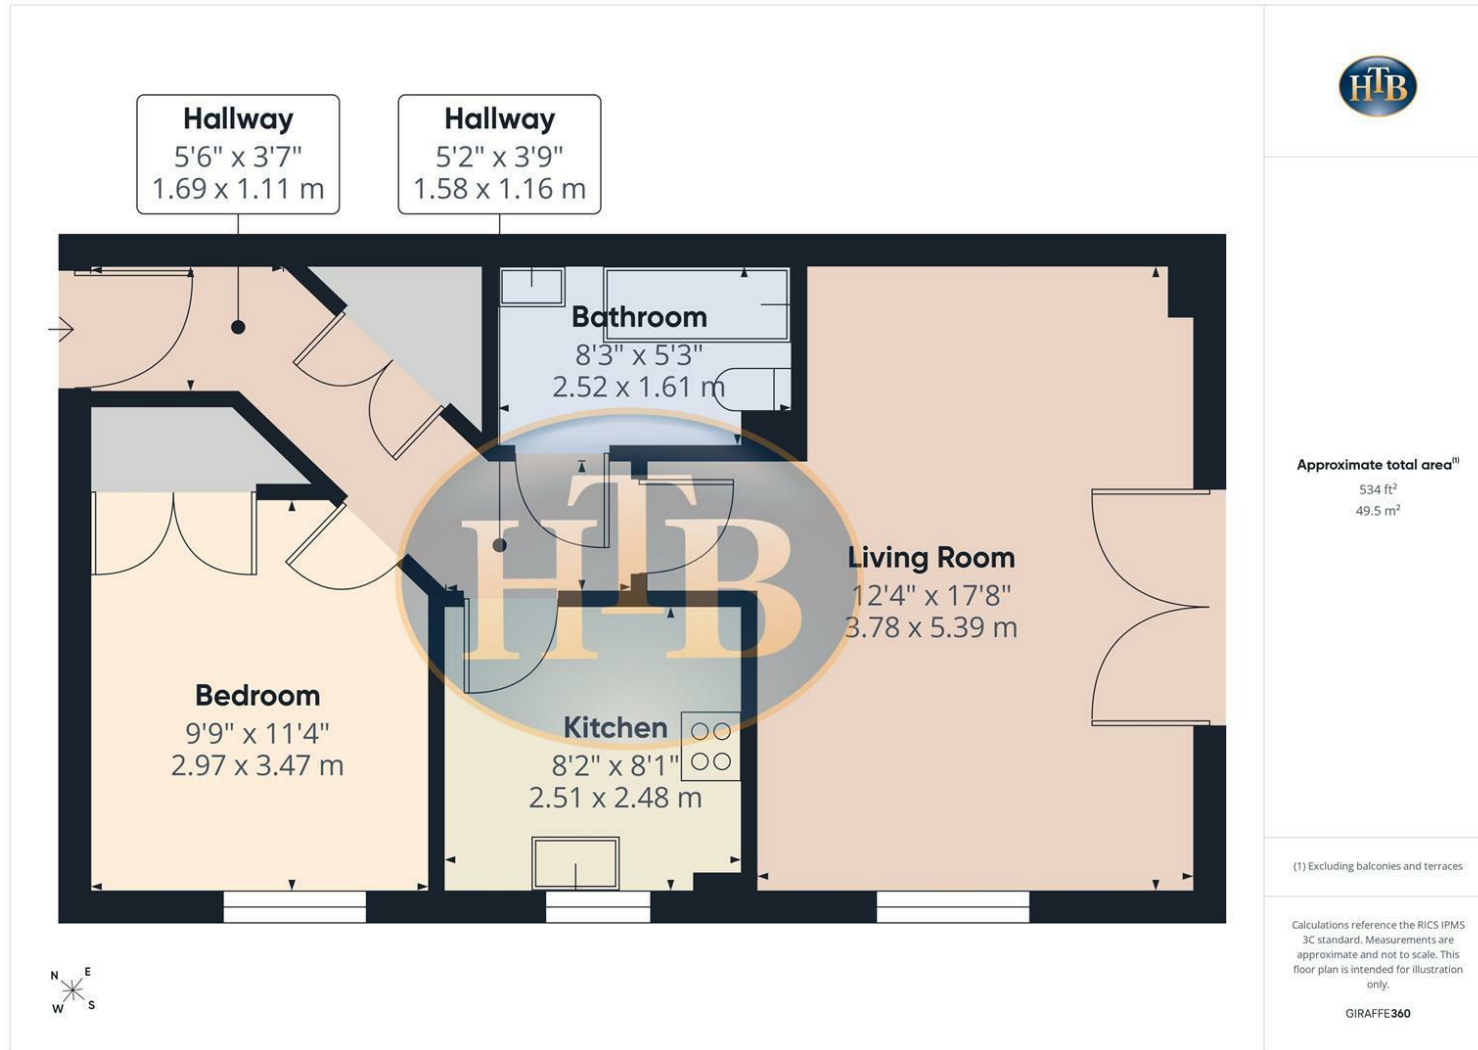 Hallway
5'6" x 3'7"
1.69 x 1.11 m
Hallway
5'2" x 3'9"
1.58 x 1.16 m
HTB
Bathroom
8'3" x 5'3"
2.52 x 1.61 m
HTB
Living Room
12'4" x 17'8"
3.78 x 5.39 m
Bedroom
9'9" x 11'4"
2.97 x 3.47 m
Kitchen
8'2" x 8'1"
2.51 x 2.48 m
N E
W S
Approximate total area(1)
534 ft²
49.5 m²
(1) Excluding balconies and terraces
Calculations reference the RICS IPMS
3C standard. Measurements are
approximate and not to scale. This
floor plan is intended for illustration
only.
GIRAFFE360